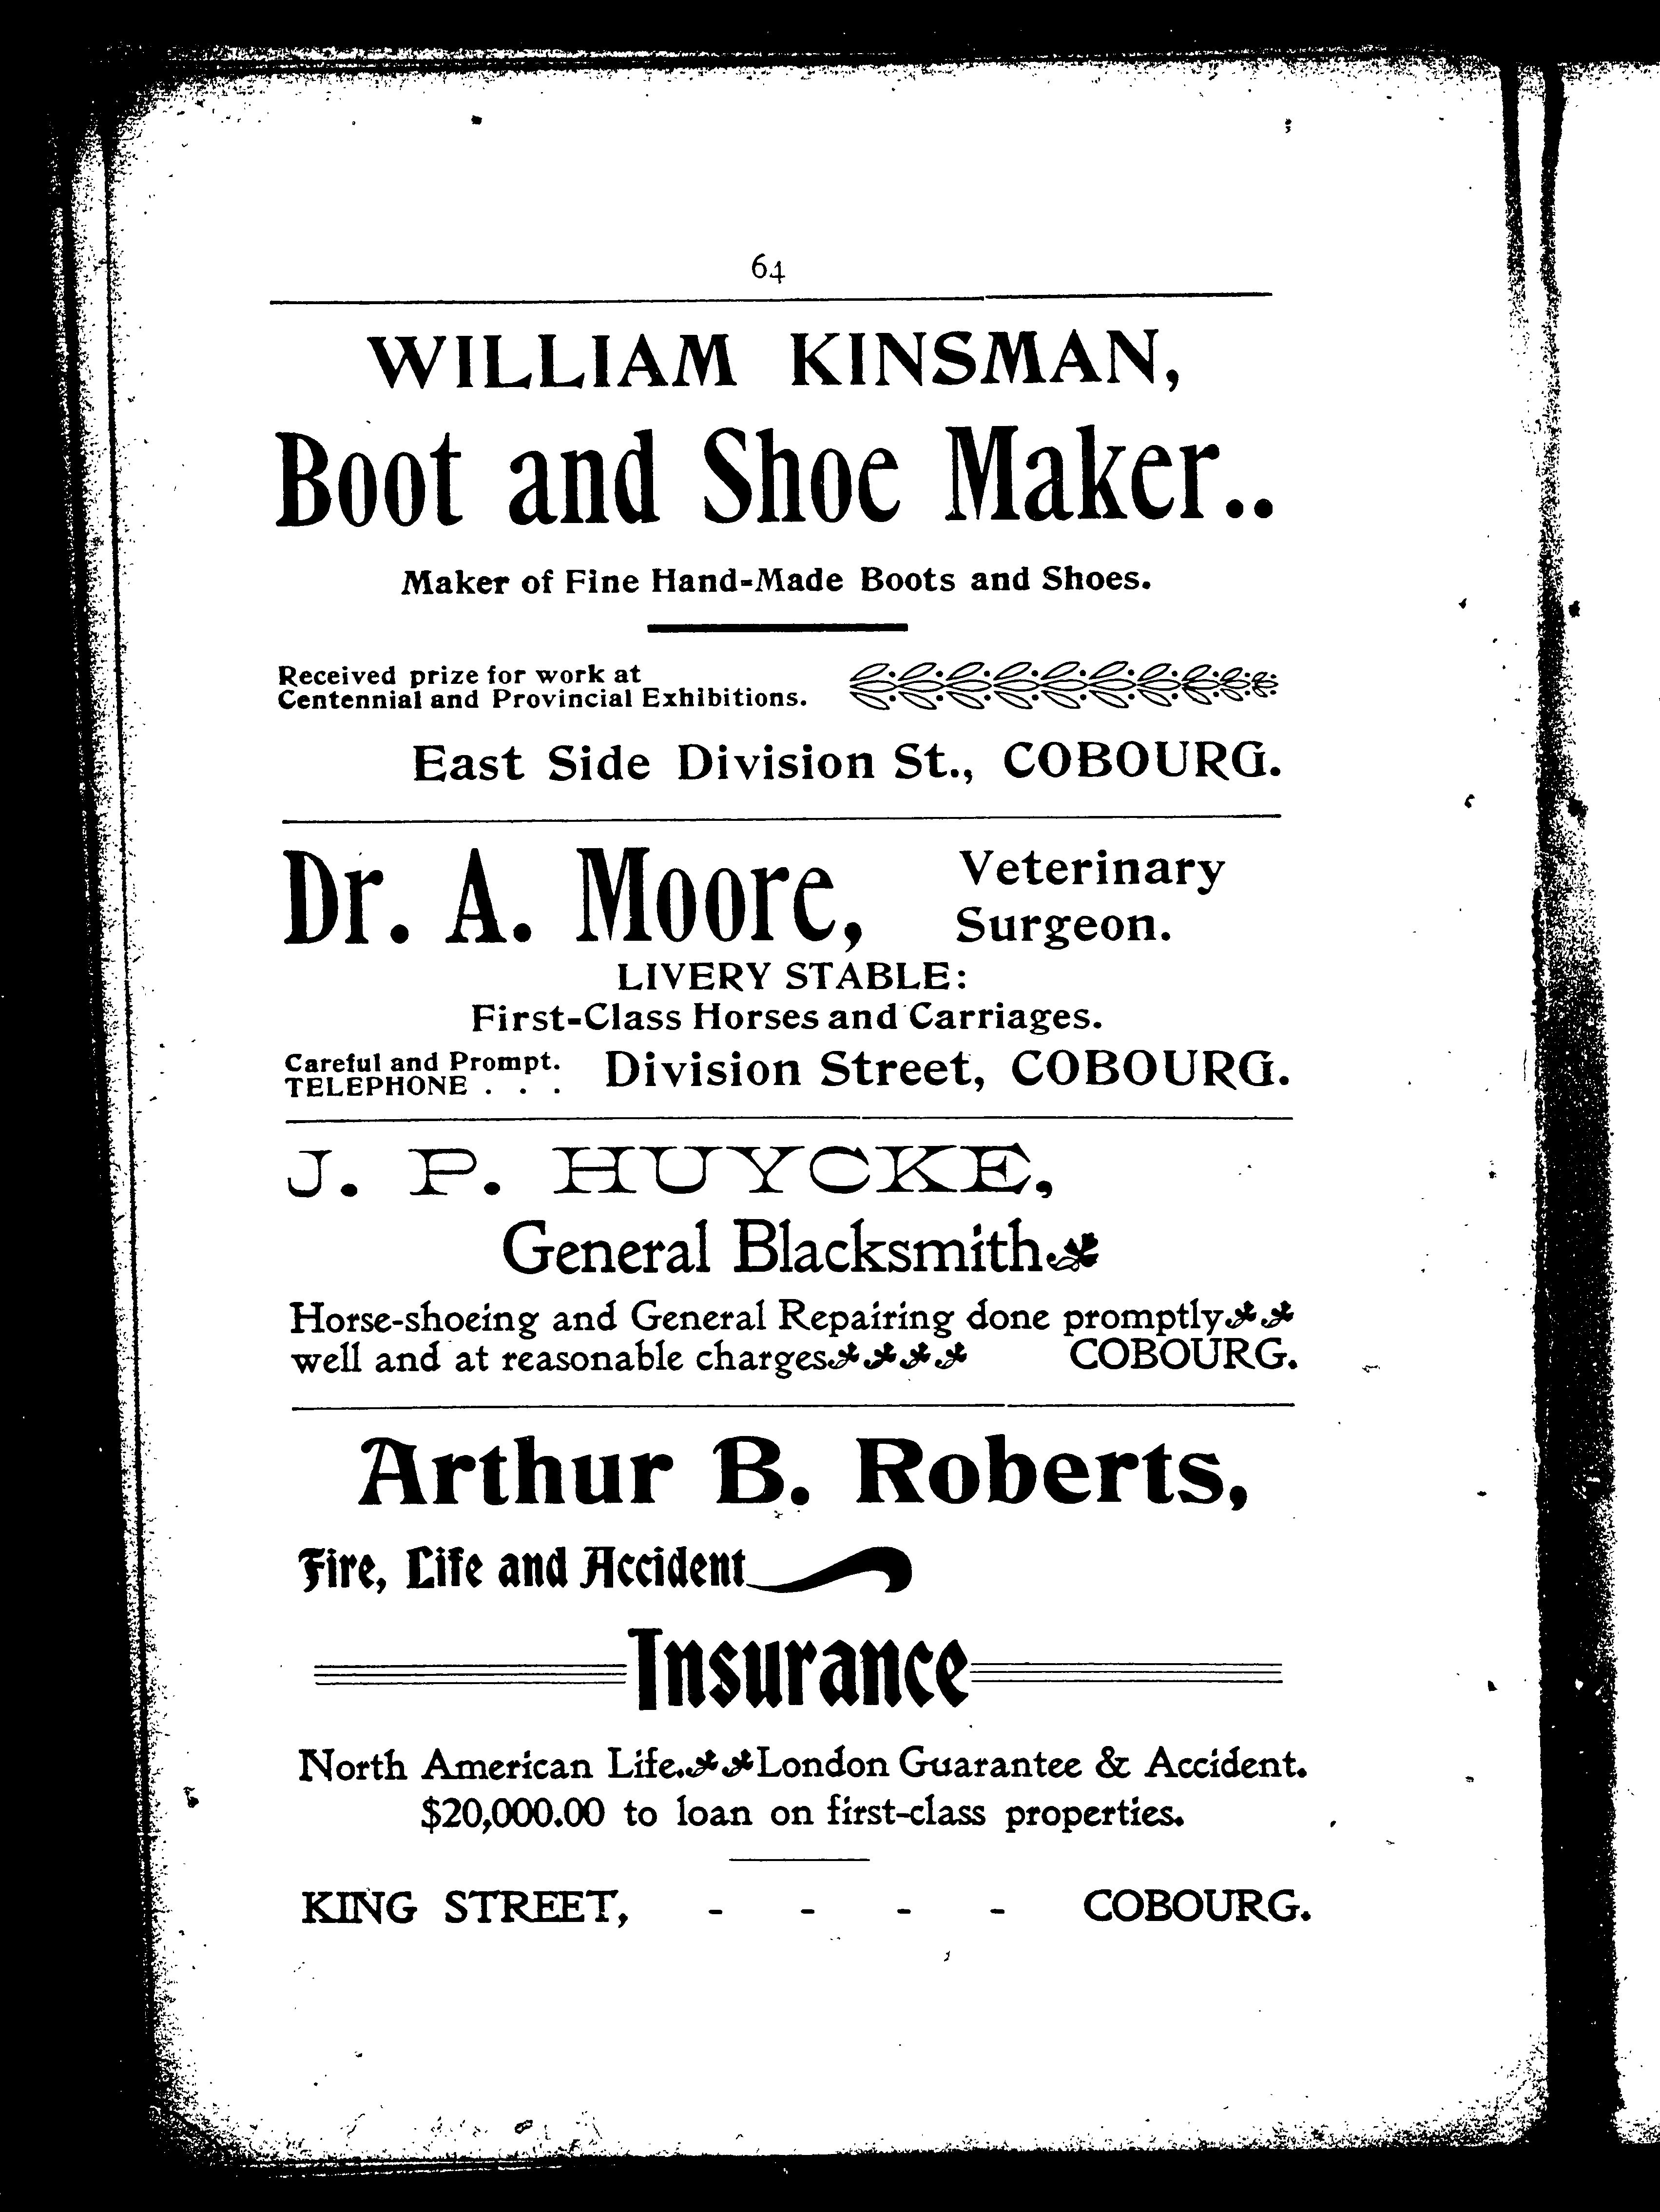 64
WILLIAM KINSMAN,
Boot and Shoe Maker..
Maker of Fine Hand-Made Boots and Shoes.
Received prize for work at
Centennial and Provincial Exhibitions.
East Side Division St., COBOURG.
Dr. A. Moore, Veterinary
Surgeon.
LIVERY STABLE:
First-Class Horses and Carriages.
Careful and Prompt.
TELEPHONE . . . Division Street, COBOURG.
J. P. HUYCKE,
General Blacksmith
Horse-shoeing and General Repairing done promptly
well and at reasonable charges COBOURG.
Arthur B. Roberts,
Fire, Life and Accident
Insurance
North American Life. London Guarantee & Accident.
$20,000.00 to loan on first-class properties.
KING STREET, - - - - COBOURG.